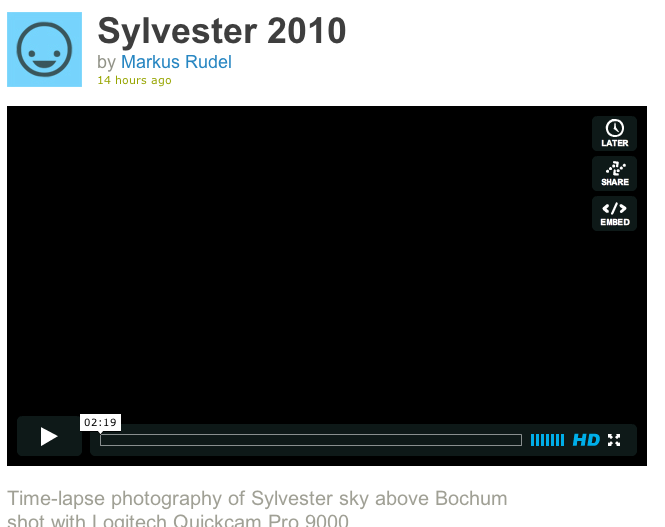 Sylvester 2010
by Markus Rudel
14 hours ago
LATER
SHARE
EMBED
02:19
HD
Time-lapse photography of Sylvester sky above Bochum
shot with Logitech Quickcam Pro 9000